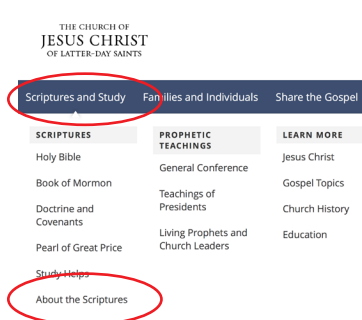 THE CHURCH OF
JESUS CHRIST
OF LATTER-DAY SAINTS
Scriptures and Study Families and Individuals Share the Gospel
SCRIPTURES
Holy Bible
Book of Mormon
Doctrine and
Covenants
Pearl of Great Price
Study Helps
About the Scriptures
PROPHETIC
TEACHINGS
General Conference
Teachings of
Presidents
Living Prophets and
Church Leaders
LEARN MORE
Jesus Christ
Gospel Topics
Church History
Education